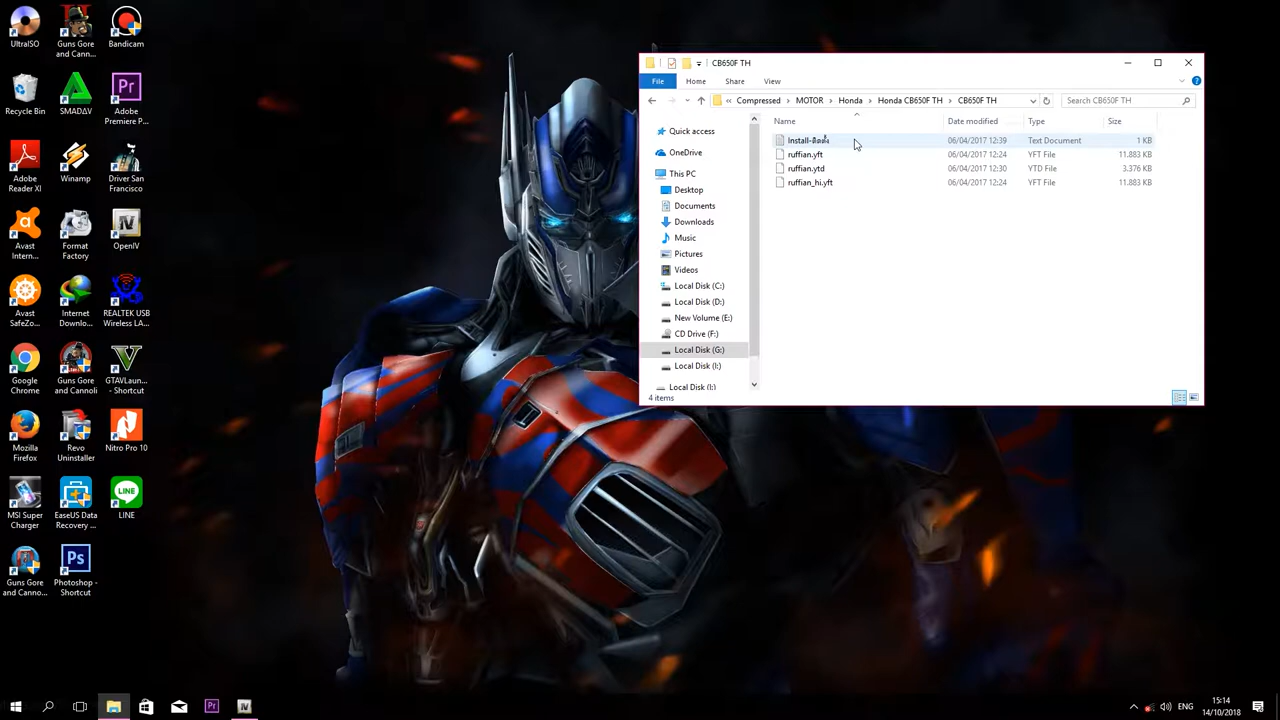 UltraISO
Guns Gore and Cann...
Bandicam
Recycle Bin
SMADΔV
Adobe Premiere P...
Adobe Reader XI
Winamp
Driver San Francisco
Avast Intern...
Format Factory
OpenIV
Avast SafeZo...
Internet Downlo...
REALTEK USB Wireless LA...
Google Chrome
Guns Gore and Cannoli
GTAVLaun... - Shortcut
Mozilla Firefox
Revo Uninstaller
Nitro Pro 10
MSI Super Charger
EaseUS Data Recovery ...
LINE
Guns Gore and Canno...
Photoshop - Shortcut
CB650F TH
File Home Share View
« Compressed › MOTOR › Honda › Honda CB650F TH › CB650F TH
Search CB650F TH
Name Date modified Type Size
Install-ติดตั้ง 06/04/2017 12:39 Text Document 1 KB
ruffian.yft 06/04/2017 12:24 YFT File 11.883 KB
ruffian.ytd 06/04/2017 12:30 YTD File 3.376 KB
ruffian_hi.yft 06/04/2017 12:24 YFT File 11.883 KB
Quick access
OneDrive
This PC
Desktop
Documents
Downloads
Music
Pictures
Videos
Local Disk (C:)
Local Disk (D:)
New Volume (E:)
CD Drive (F:)
Local Disk (G:)
Local Disk (I:)
Local Disk (I:)
4 items
ENG
15:14
14/10/2018